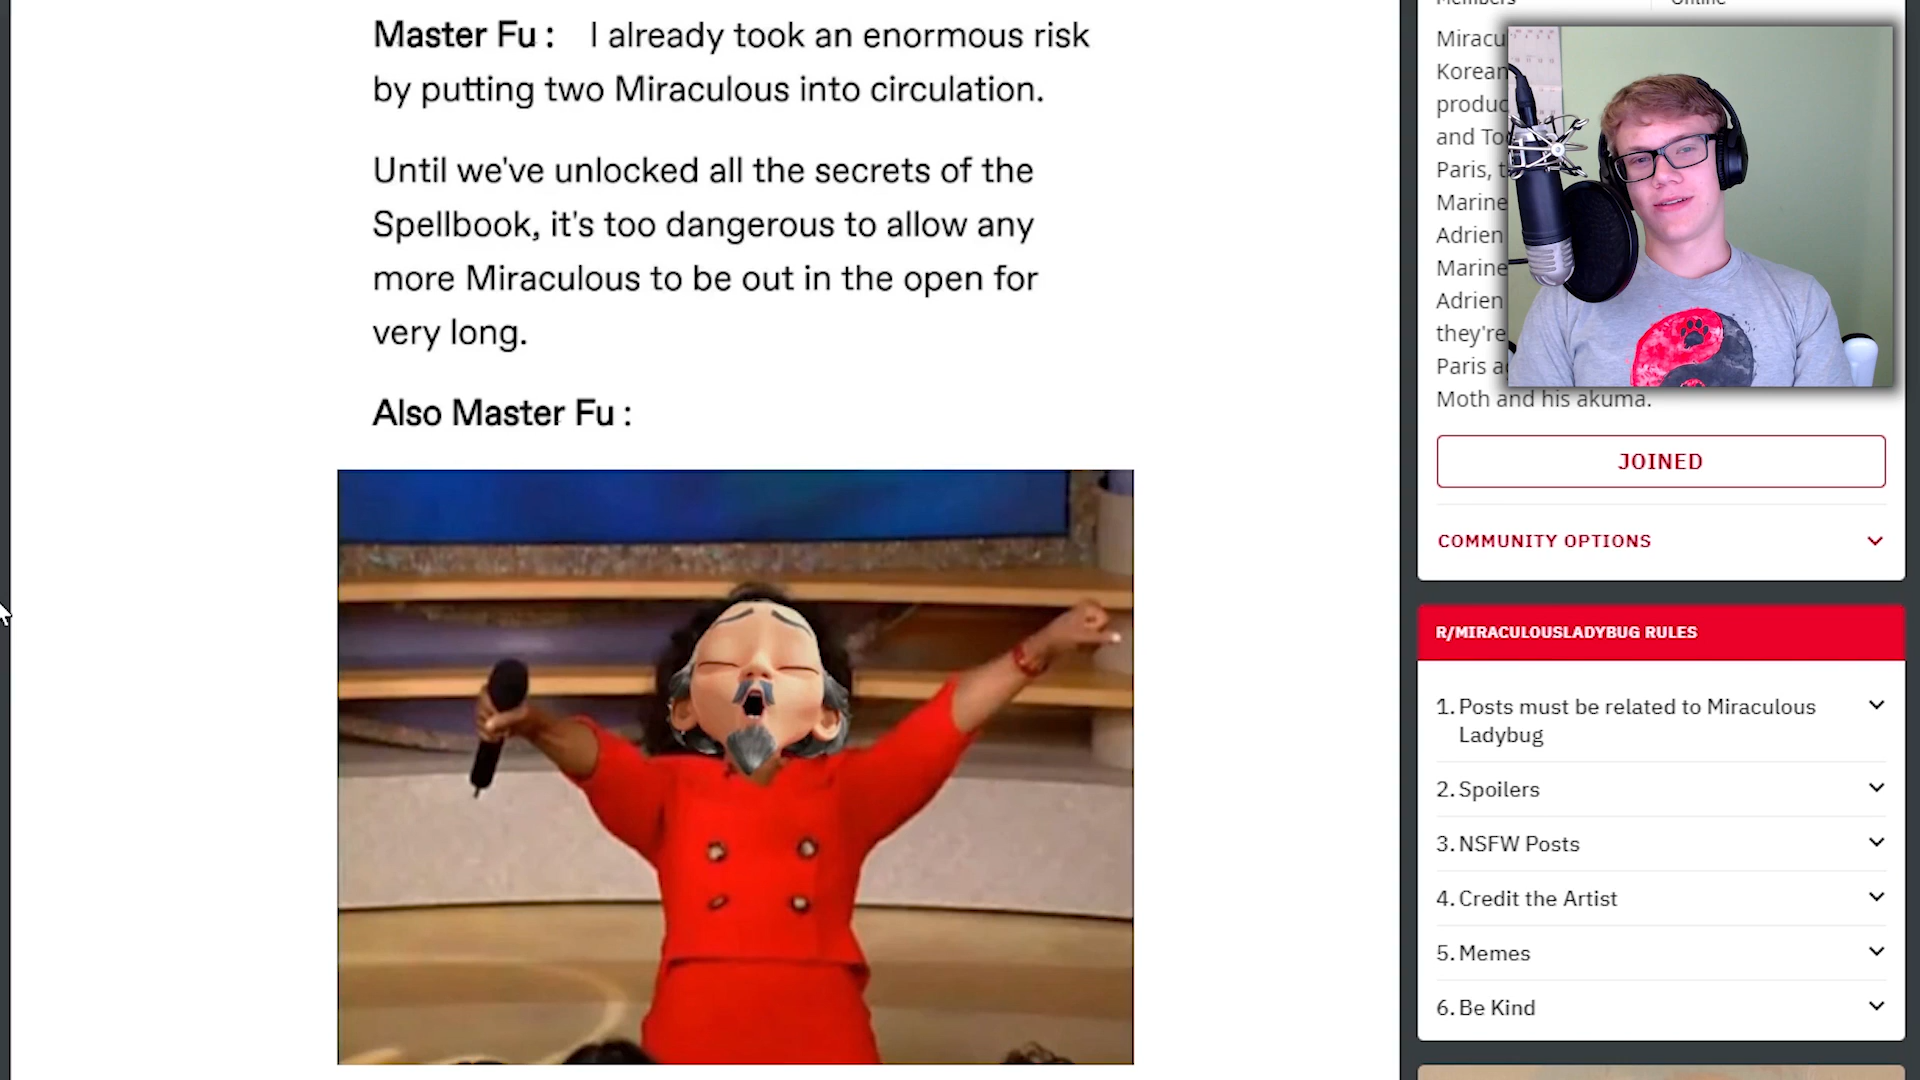 Master Fu : I already took an enormous risk
by putting two Miraculous into circulation.
Until we've unlocked all the secrets of the
Spellbook, it's too dangerous to allow any
more Miraculous to be out in the open for
very long.
Also Master Fu :
Members Online
Miracu
Korean
produc
and To
Paris, t
Marine
Adrien
Marine
Adrien
they're
Paris a
Moth and his akuma.
JOINED
COMMUNITY OPTIONS
R/MIRACULOUSLADYBUG RULES
1. Posts must be related to Miraculous
Ladybug
2. Spoilers
3. NSFW Posts
4. Credit the Artist
5. Memes
6. Be Kind